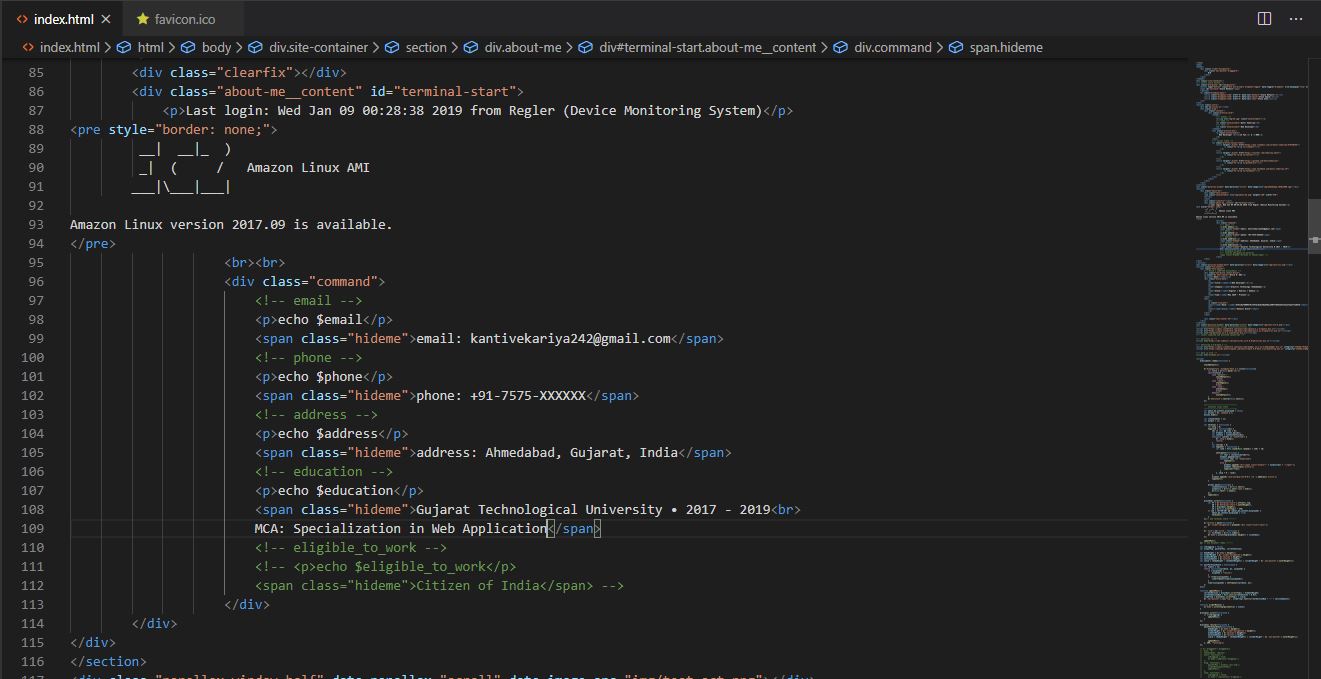 index.html
favicon.ico
index.html > html > body > div.site-container > section > div.about-me > div#terminal-start.about-me__content > div.command > span.hideme
85 <div class="clearfix"></div>
86 <div class="about-me__content" id="terminal-start">
87 <p>Last login: Wed Jan 09 00:28:38 2019 from Regler (Device Monitoring System)</p>
88 <pre style="border: none;">
89 __|  __|_  )
90 _|  (     /   Amazon Linux AMI
91 ___|\___|___|
92
93 Amazon Linux version 2017.09 is available.
94 </pre>
95 <br><br>
96 <div class="command">
97 <!-- email -->
98 <p>echo $email</p>
99 <span class="hideme">email: kantivekariya242@gmail.com</span>
100 <!-- phone -->
101 <p>echo $phone</p>
102 <span class="hideme">phone: +91-7575-XXXXXX</span>
103 <!-- address -->
104 <p>echo $address</p>
105 <span class="hideme">address: Ahmedabad, Gujarat, India</span>
106 <!-- education -->
107 <p>echo $education</p>
108 <span class="hideme">Gujarat Technological University • 2017 - 2019<br>
109 MCA: Specialization in Web Application</span>
110 <!-- eligible_to_work -->
111 <!-- <p>echo $eligible_to_work</p>
112 <span class="hideme">Citizen of India</span> -->
113 </div>
114 </div>
115 </div>
116 </section>